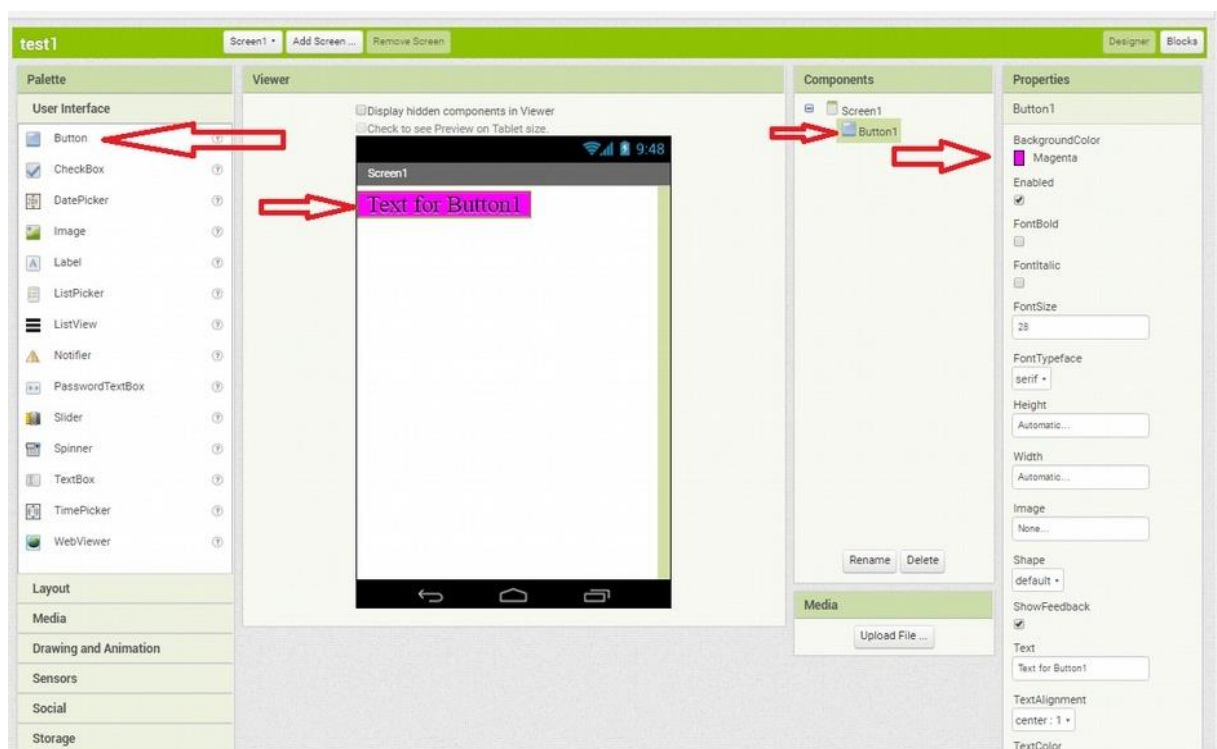 test1
Screen1
Add Screen ...
Remove Screen
Designer
Blocks
Palette
User Interface
Button
CheckBox
DatePicker
Image
Label
ListPicker
ListView
Notifier
PasswordTextBox
Slider
Spinner
TextBox
TimePicker
WebViewer
Layout
Media
Drawing and Animation
Sensors
Social
Storage
Viewer
Display hidden components in Viewer
Check to see Preview on Tablet size.
9:48
Screen1
Text for Button1
Components
Screen1
Button1
Rename
Delete
Media
Upload File ...
Properties
Button1
BackgroundColor
Magenta
Enabled
FontBold
FontItalic
FontSize
28
FontTypeface
serif
Height
Automatic...
Width
Automatic...
Image
None...
Shape
default
ShowFeedback
Text
Text for Button1
TextAlignment
center : 1
TextColor